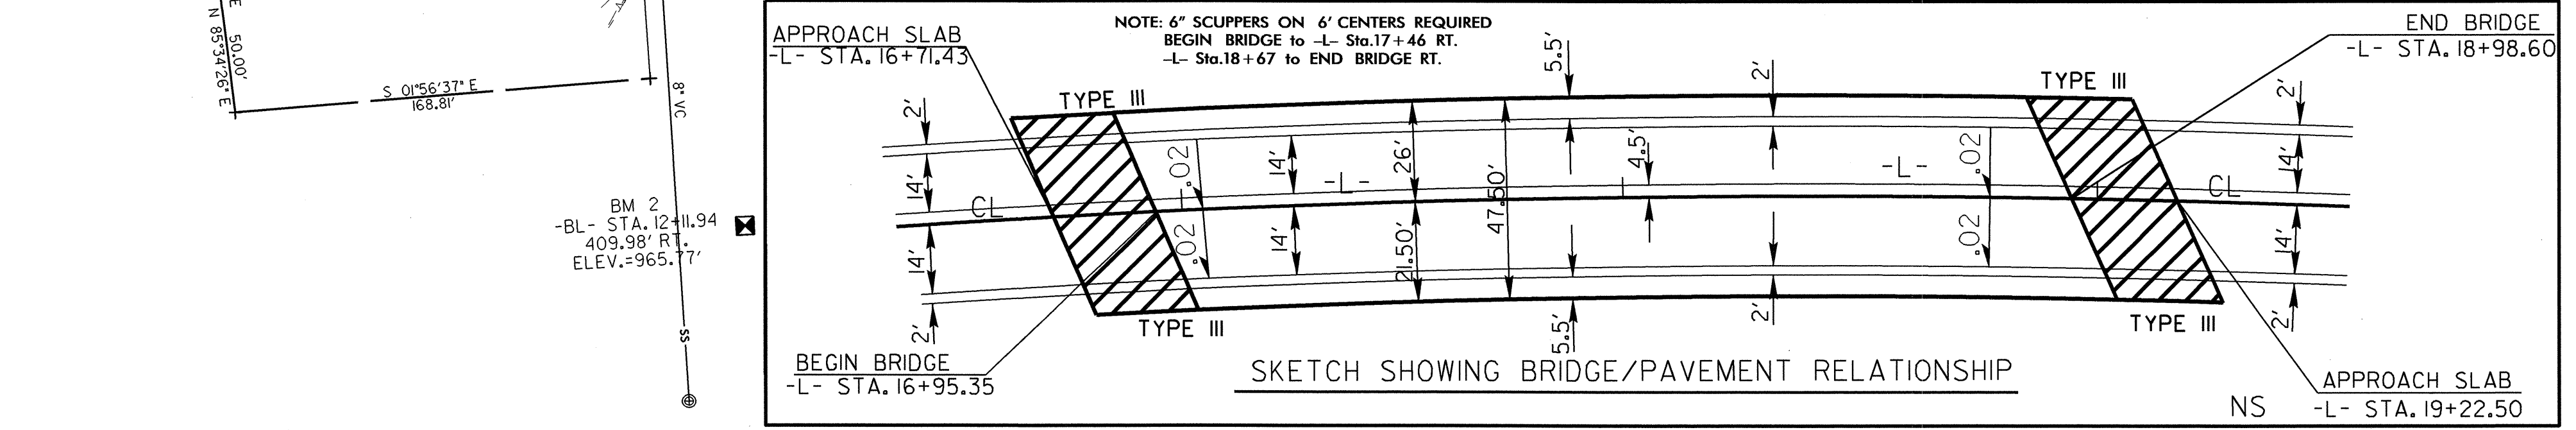 E 50.00'
N 85°34'26" E
S 01°56'37" E
168.81'
8" VC
BM 2
-BL- STA. 12+11.94
409.98' RT.
ELEV.=965.77'
SS
NOTE: 6" SCUPPERS ON 6' CENTERS REQUIRED
BEGIN BRIDGE to -L- Sta.17+46 RT.
-L- Sta.18+67 to END BRIDGE RT.
APPROACH SLAB
-L- STA. 16+71.43
END BRIDGE
-L- STA. 18+98.60
TYPE III
TYPE III
5.5'
2'
2'
2'
14'
14'
.02
14'
-L-
26'
4.5'
-L-
.02
14'
CL
CL
14'
.02
14'
21.50'
47.50'
.02
14'
2'
5.5'
2'
2'
TYPE III
TYPE III
BEGIN BRIDGE
-L- STA. 16+95.35
SKETCH SHOWING BRIDGE/PAVEMENT RELATIONSHIP
APPROACH SLAB
-L- STA. 19+22.50
NS